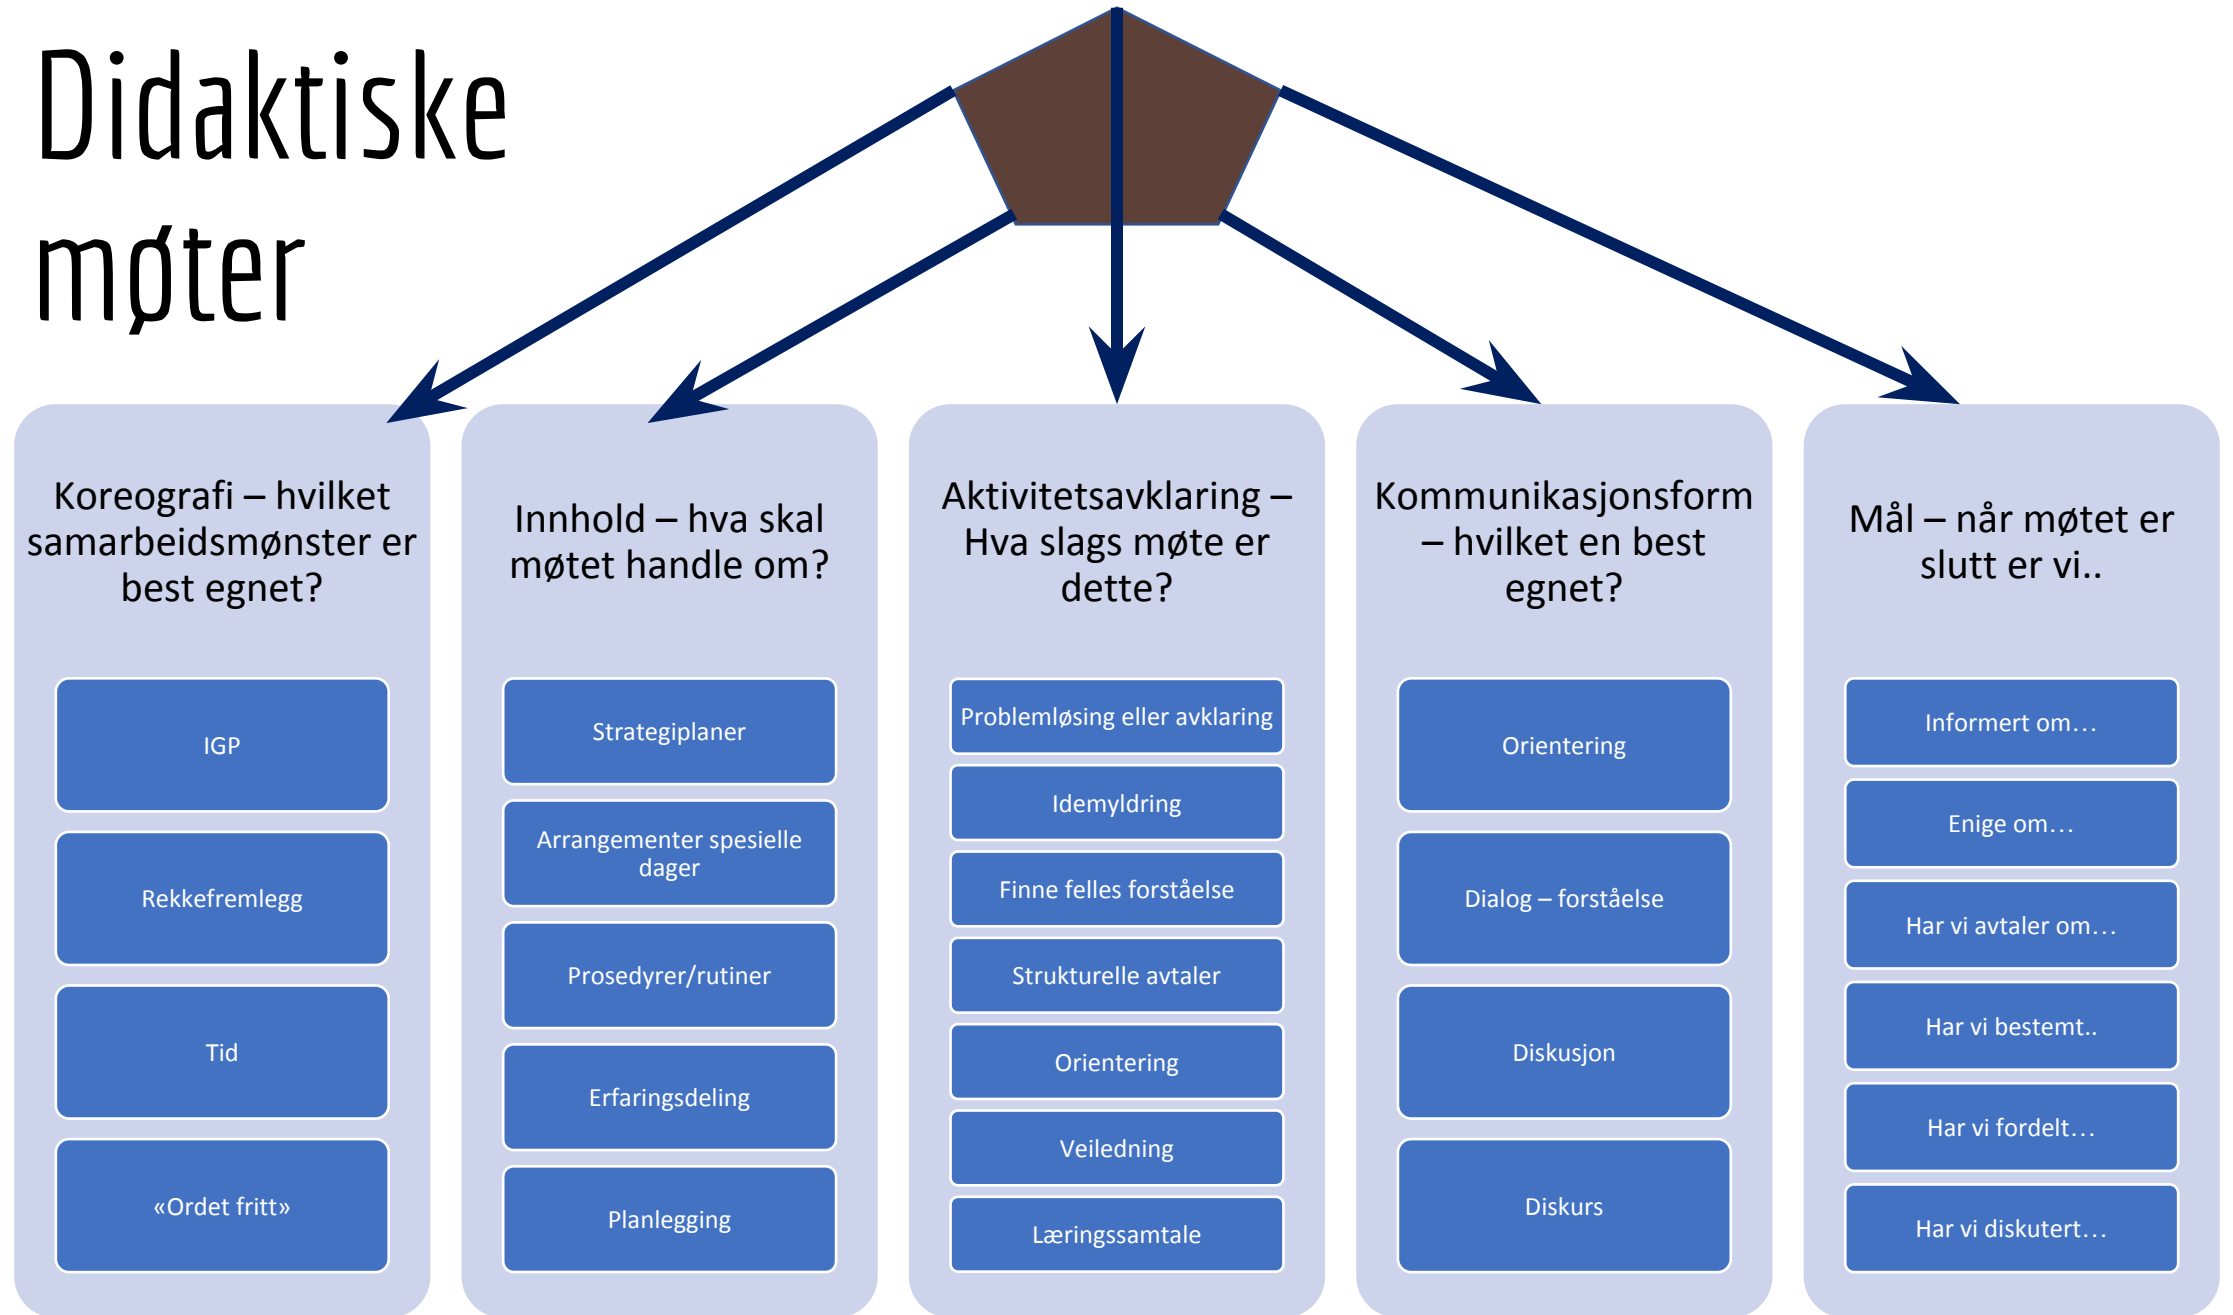 Didaktiske
møter
Koreografi – hvilket
samarbeidsmønster er
best egnet?
IGP
Rekkefremlegg
Tid
«Ordet fritt»
Innhold – hva skal
møtet handle om?
Strategiplaner
Arrangementer spesielle
dager
Prosedyrer/rutiner
Erfaringsdeling
Planlegging
Aktivitetsavklaring –
Hva slags møte er
dette?
Problemløsing eller avklaring
Idemyldring
Finne felles forståelse
Strukturelle avtaler
Orientering
Veiledning
Læringssamtale
Kommunikasjonsform
– hvilket en best
egnet?
Orientering
Dialog – forståelse
Diskusjon
Diskurs
Mål – når møtet er
slutt er vi..
Informert om…
Enige om…
Har vi avtaler om…
Har vi bestemt..
Har vi fordelt…
Har vi diskutert…